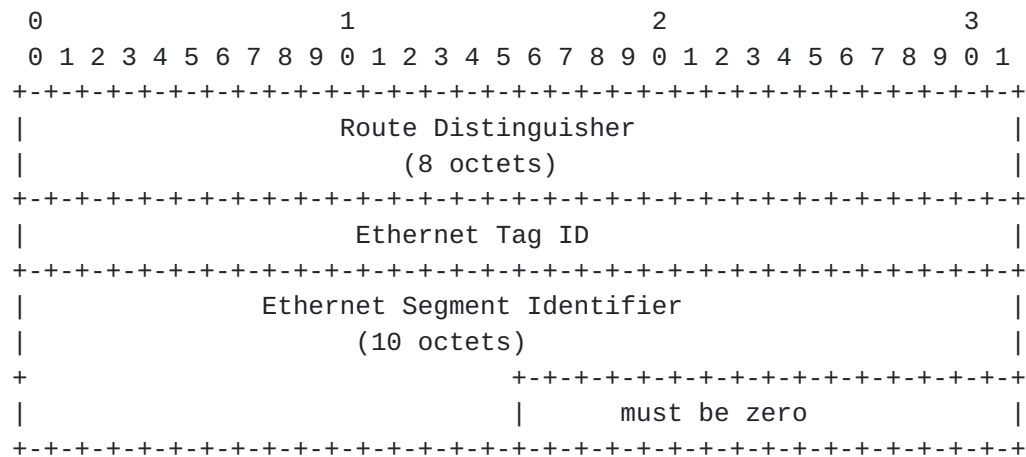 0                   1                   2                   3
 0 1 2 3 4 5 6 7 8 9 0 1 2 3 4 5 6 7 8 9 0 1 2 3 4 5 6 7 8 9 0 1
+-+-+-+-+-+-+-+-+-+-+-+-+-+-+-+-+-+-+-+-+-+-+-+-+-+-+-+-+-+-+-+-+
|                    Route Distinguisher                        |
|                        (8 octets)                             |
+-+-+-+-+-+-+-+-+-+-+-+-+-+-+-+-+-+-+-+-+-+-+-+-+-+-+-+-+-+-+-+-+
|                     Ethernet Tag ID                           |
+-+-+-+-+-+-+-+-+-+-+-+-+-+-+-+-+-+-+-+-+-+-+-+-+-+-+-+-+-+-+-+-+
|               Ethernet Segment Identifier                     |
|                     (10 octets)                               |
+                               +-+-+-+-+-+-+-+-+-+-+-+-+-+-+-+-+
|                               |      must be zero             |
+-+-+-+-+-+-+-+-+-+-+-+-+-+-+-+-+-+-+-+-+-+-+-+-+-+-+-+-+-+-+-+-+